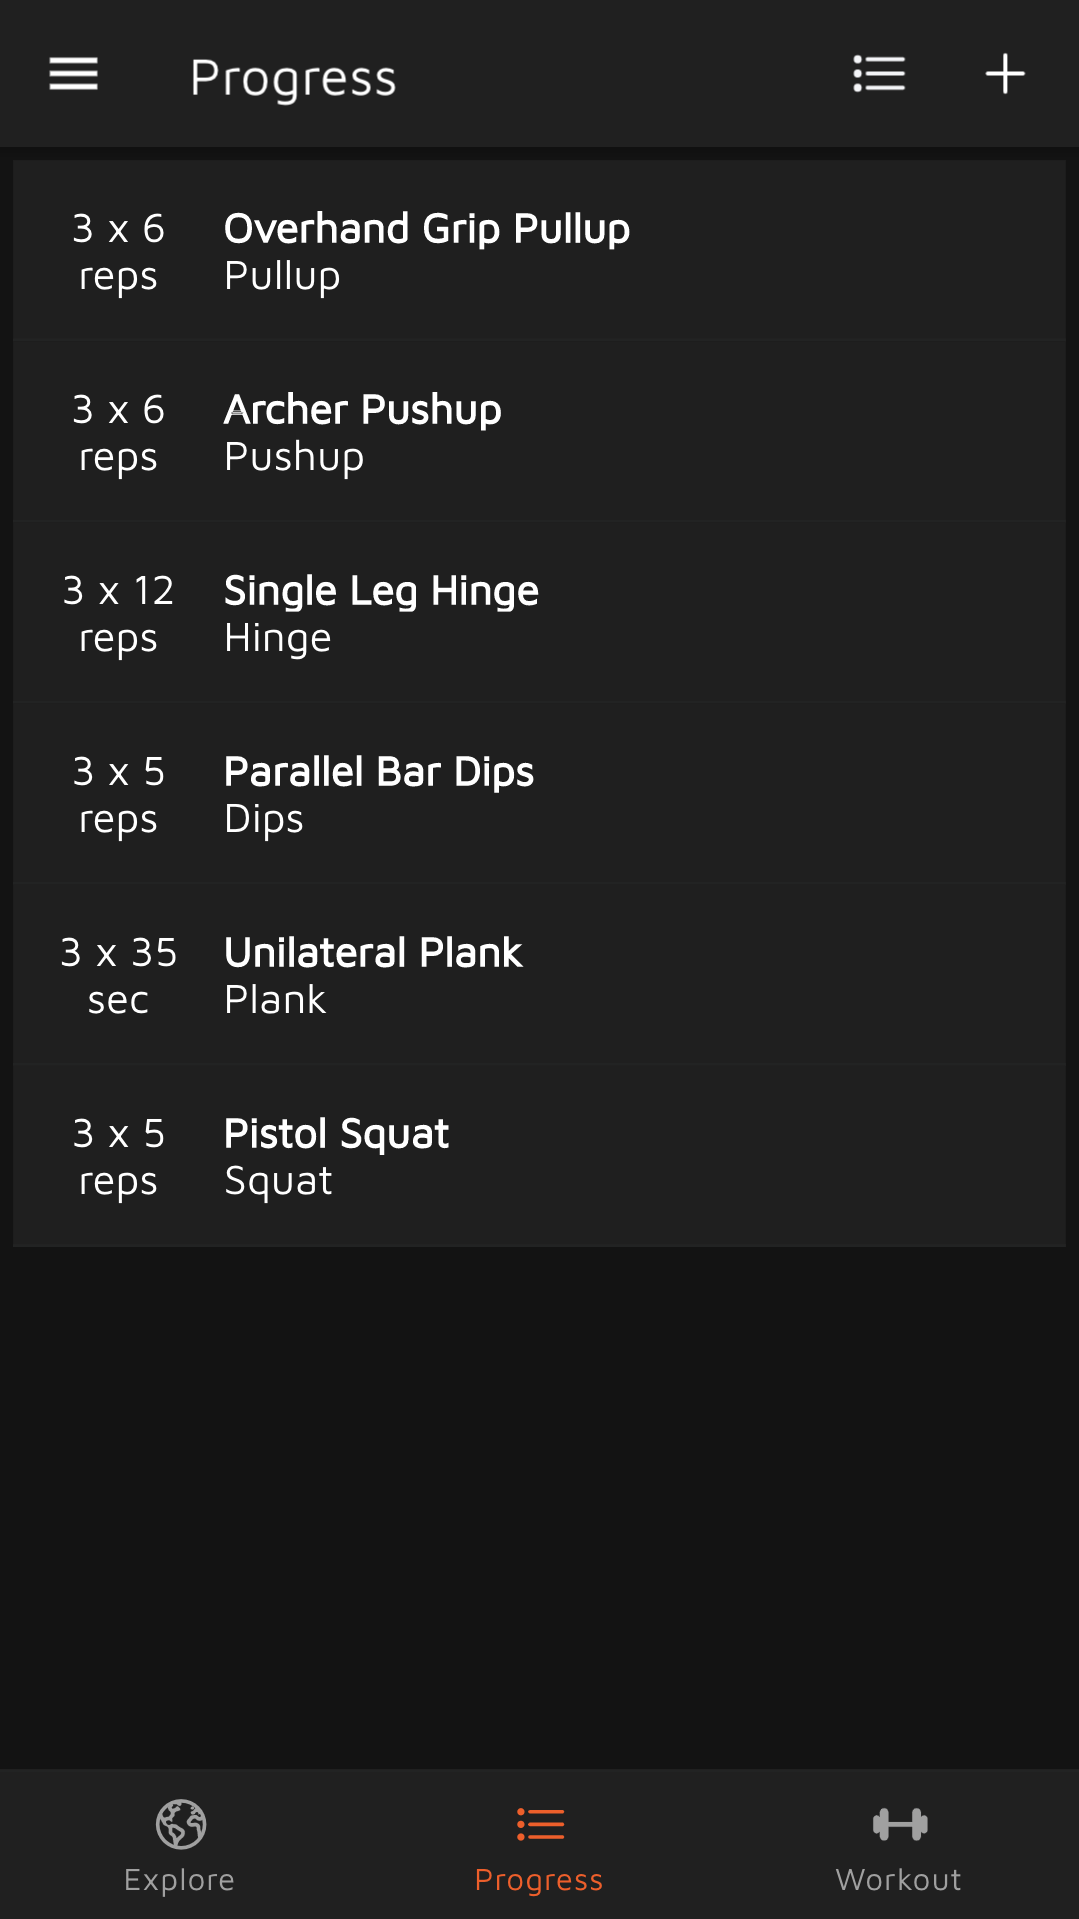 Progress
3 x 6 reps
Overhand Grip Pullup
Pullup
3 x 6 reps
Archer Pushup
Pushup
3 x 12 reps
Single Leg Hinge
Hinge
3 x 5 reps
Parallel Bar Dips
Dips
3 x 35 sec
Unilateral Plank
Plank
3 x 5 reps
Pistol Squat
Squat
Explore
Progress
Workout